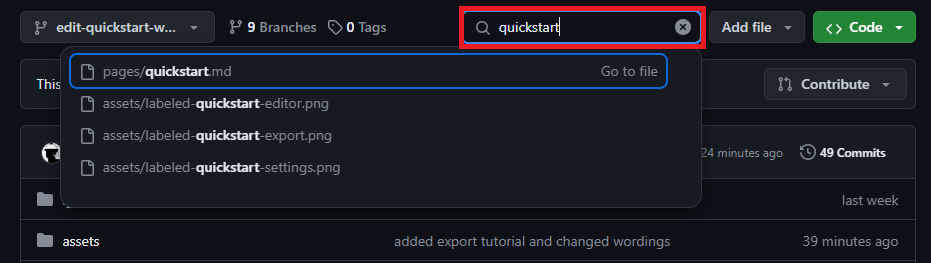 edit-quickstart-w... 9 Branches 0 Tags quickstart Add file Code
pages/quickstart.md Go to file
This Contribute
assets/labeled-quickstart-editor.png
assets/labeled-quickstart-export.png
24 minutes ago 49 Commits
assets/labeled-quickstart-settings.png
last week
assets added export tutorial and changed wordings 39 minutes ago